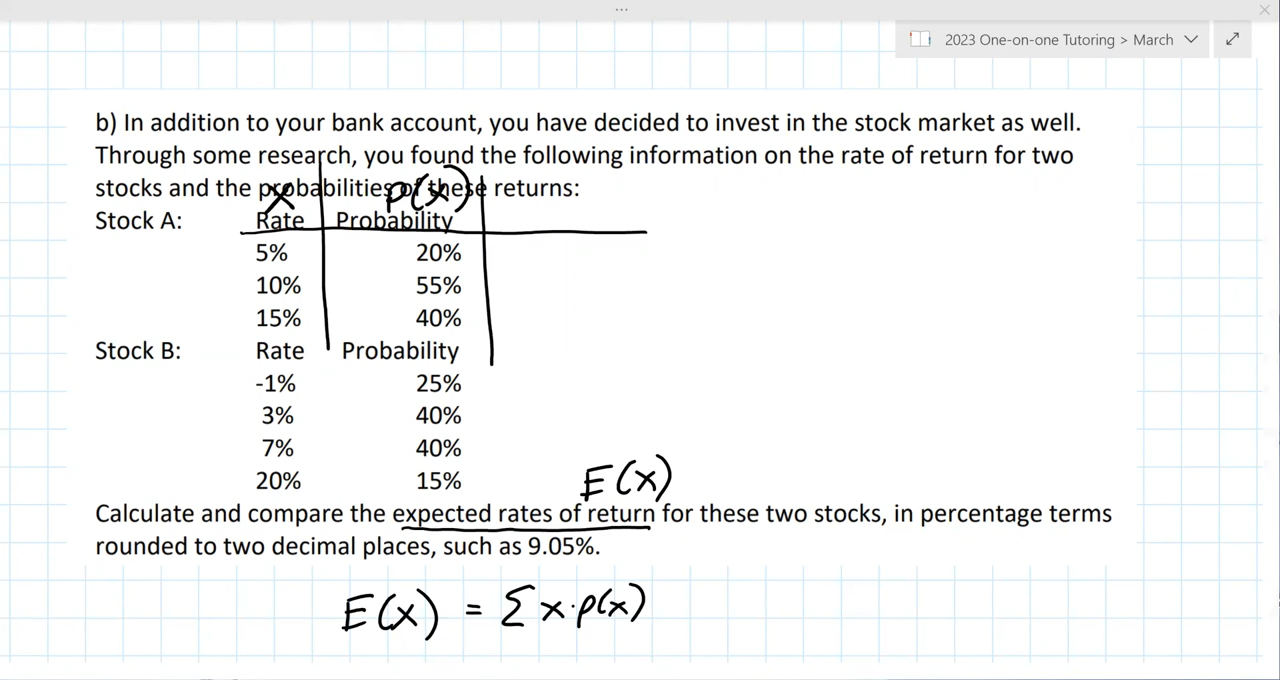 2023 One-on-one Tutoring > March
b) In addition to your bank account, you have decided to invest in the stock market as well.
Through some research, you found the following information on the rate of return for two
stocks and the probabilities of these returns:
x p(x)
Stock A: Rate Probability
5% 20%
10% 55%
15% 40%
Stock B: Rate Probability
-1% 25%
3% 40%
7% 40%
20% 15%
E(x)
Calculate and compare the expected rates of return for these two stocks, in percentage terms
rounded to two decimal places, such as 9.05%.
E(x) = Σ x·p(x)